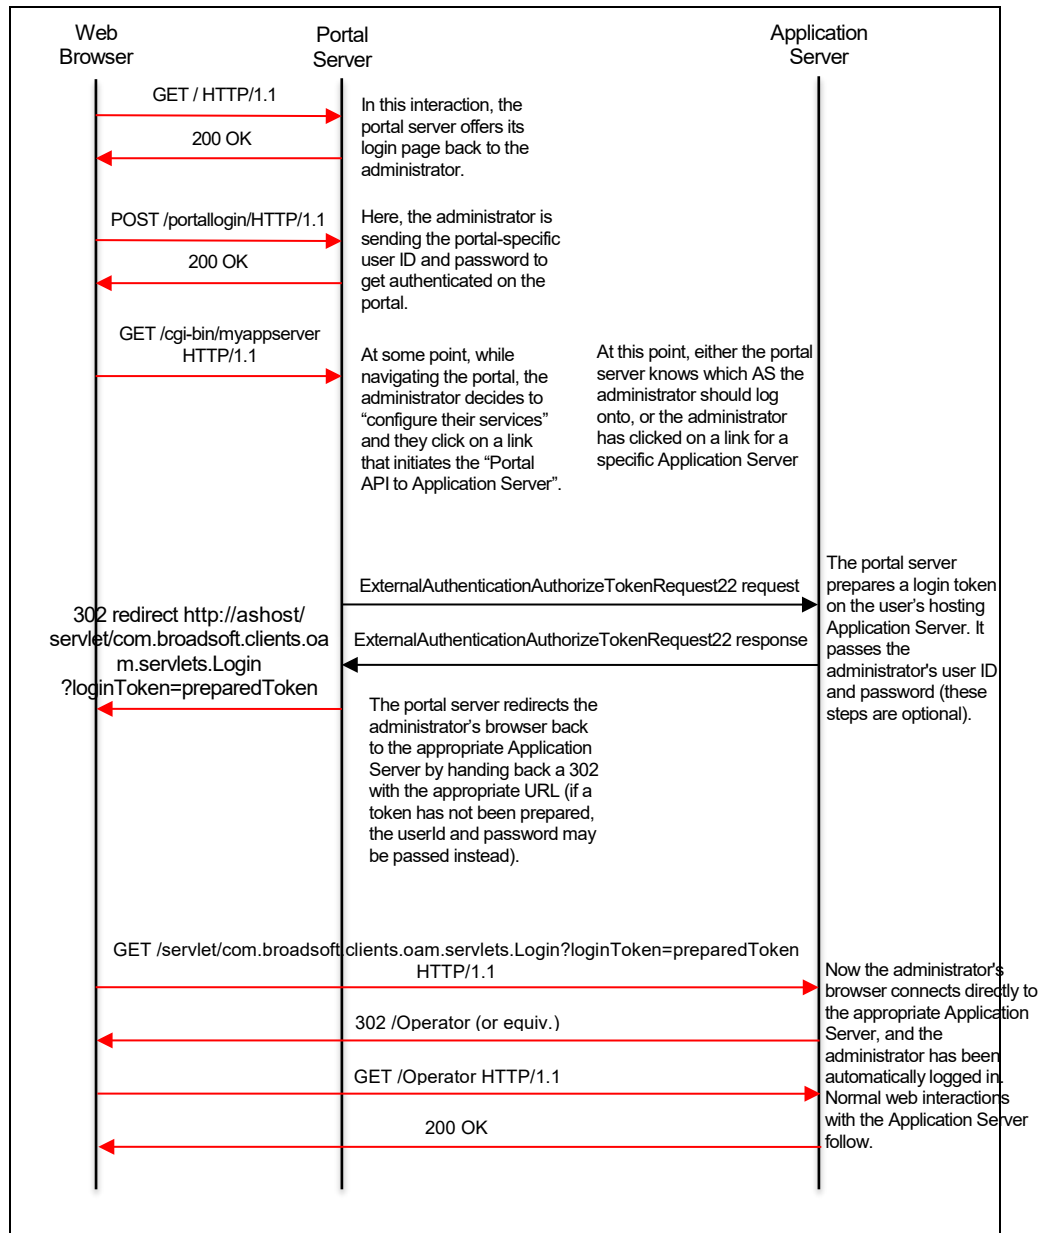 Web
Browser
Portal
Server
Application
Server
GET / HTTP/1.1
200 OK
In this interaction, the
portal server offers its
login page back to the
administrator.
POST /portallogin/HTTP/1.1
200 OK
Here, the administrator is
sending the portal-specific
user ID and password to
get authenticated on the
portal.
GET /cgi-bin/myappserver
HTTP/1.1
At some point, while
navigating the portal, the
administrator decides to
“configure their services”
and they click on a link
that initiates the “Portal
API to Application Server”.
At this point, either the portal
server knows which AS the
administrator should log
onto, or the administrator
has clicked on a link for a
specific Application Server
ExternalAuthenticationAuthorizeTokenRequest22 request
ExternalAuthenticationAuthorizeTokenRequest22 response
The portal server
prepares a login token
on the user’s hosting
Application Server. It
passes the
administrator's user ID
and password (these
steps are optional).
302 redirect http://ashost/
servlet/com.broadsoft.clients.oa
m.servlets.Login
?loginToken=preparedToken
The portal server redirects the
administrator’s browser back
to the appropriate Application
Server by handing back a 302
with the appropriate URL (if a
token has not been prepared,
the userId and password may
be passed instead).
GET /servlet/com.broadsoft.clients.oam.servlets.Login?loginToken=preparedToken
HTTP/1.1
302 /Operator (or equiv.)
GET /Operator HTTP/1.1
200 OK
Now the administrator's
browser connects directly to
the appropriate Application
Server, and the
administrator has been
automatically logged in.
Normal web interactions
with the Application Server
follow.